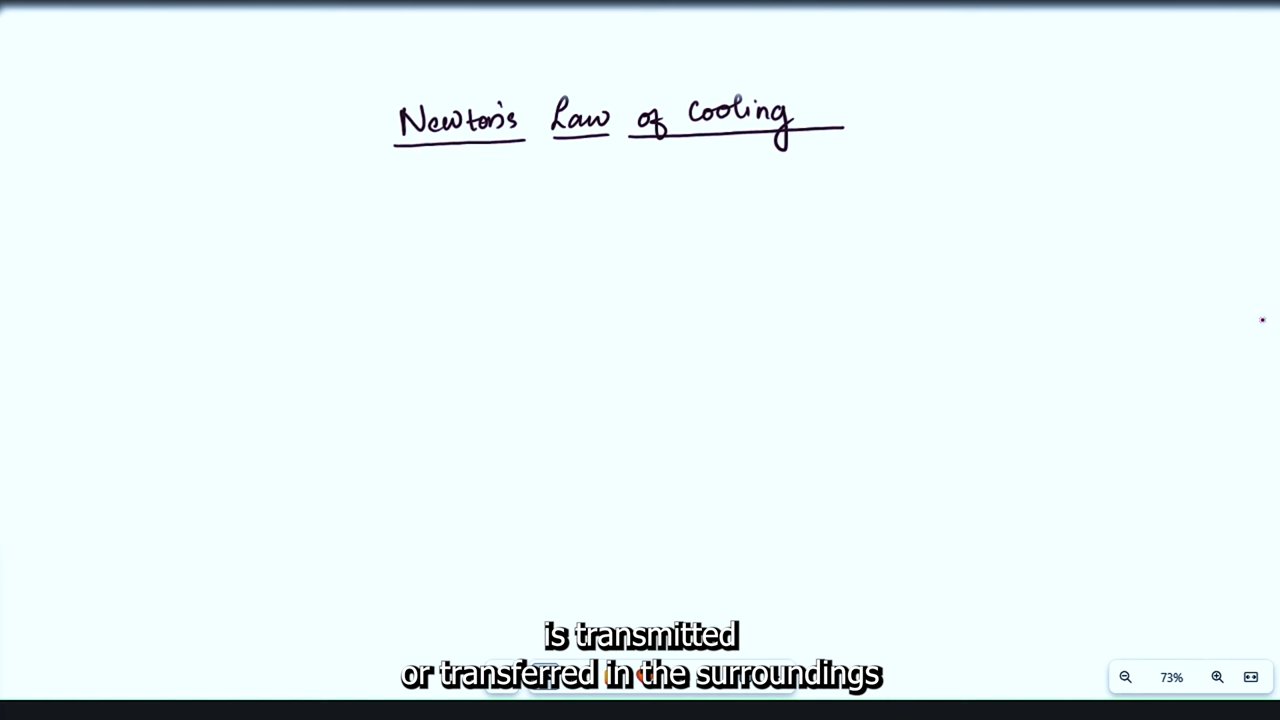 Newton's Law of Cooling
is transmitted
or transferred in the surroundings
73%